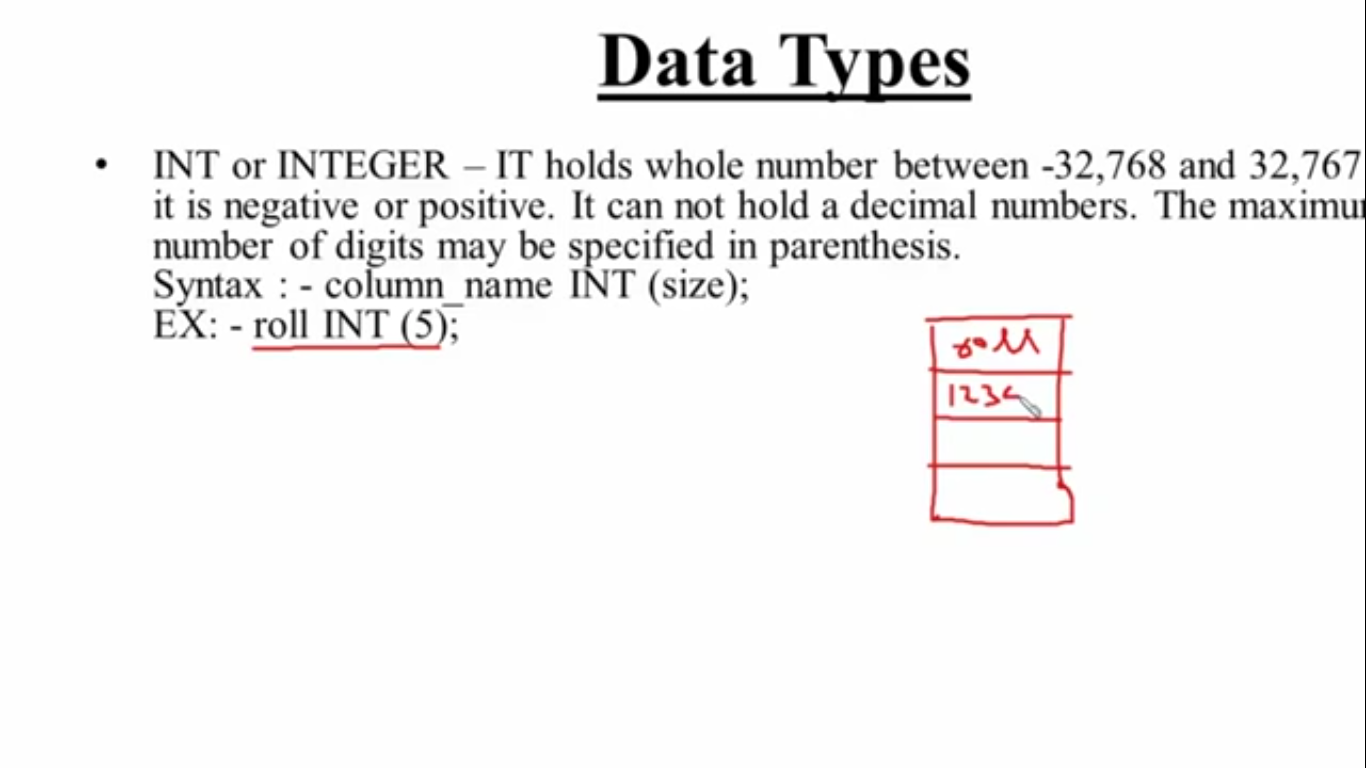 Data Types
• INT or INTEGER – IT holds whole number between -32,768 and 32,767
it is negative or positive. It can not hold a decimal numbers. The maximu
number of digits may be specified in parenthesis.
Syntax : - column_name INT (size);
EX: - roll INT (5);
roll
1234